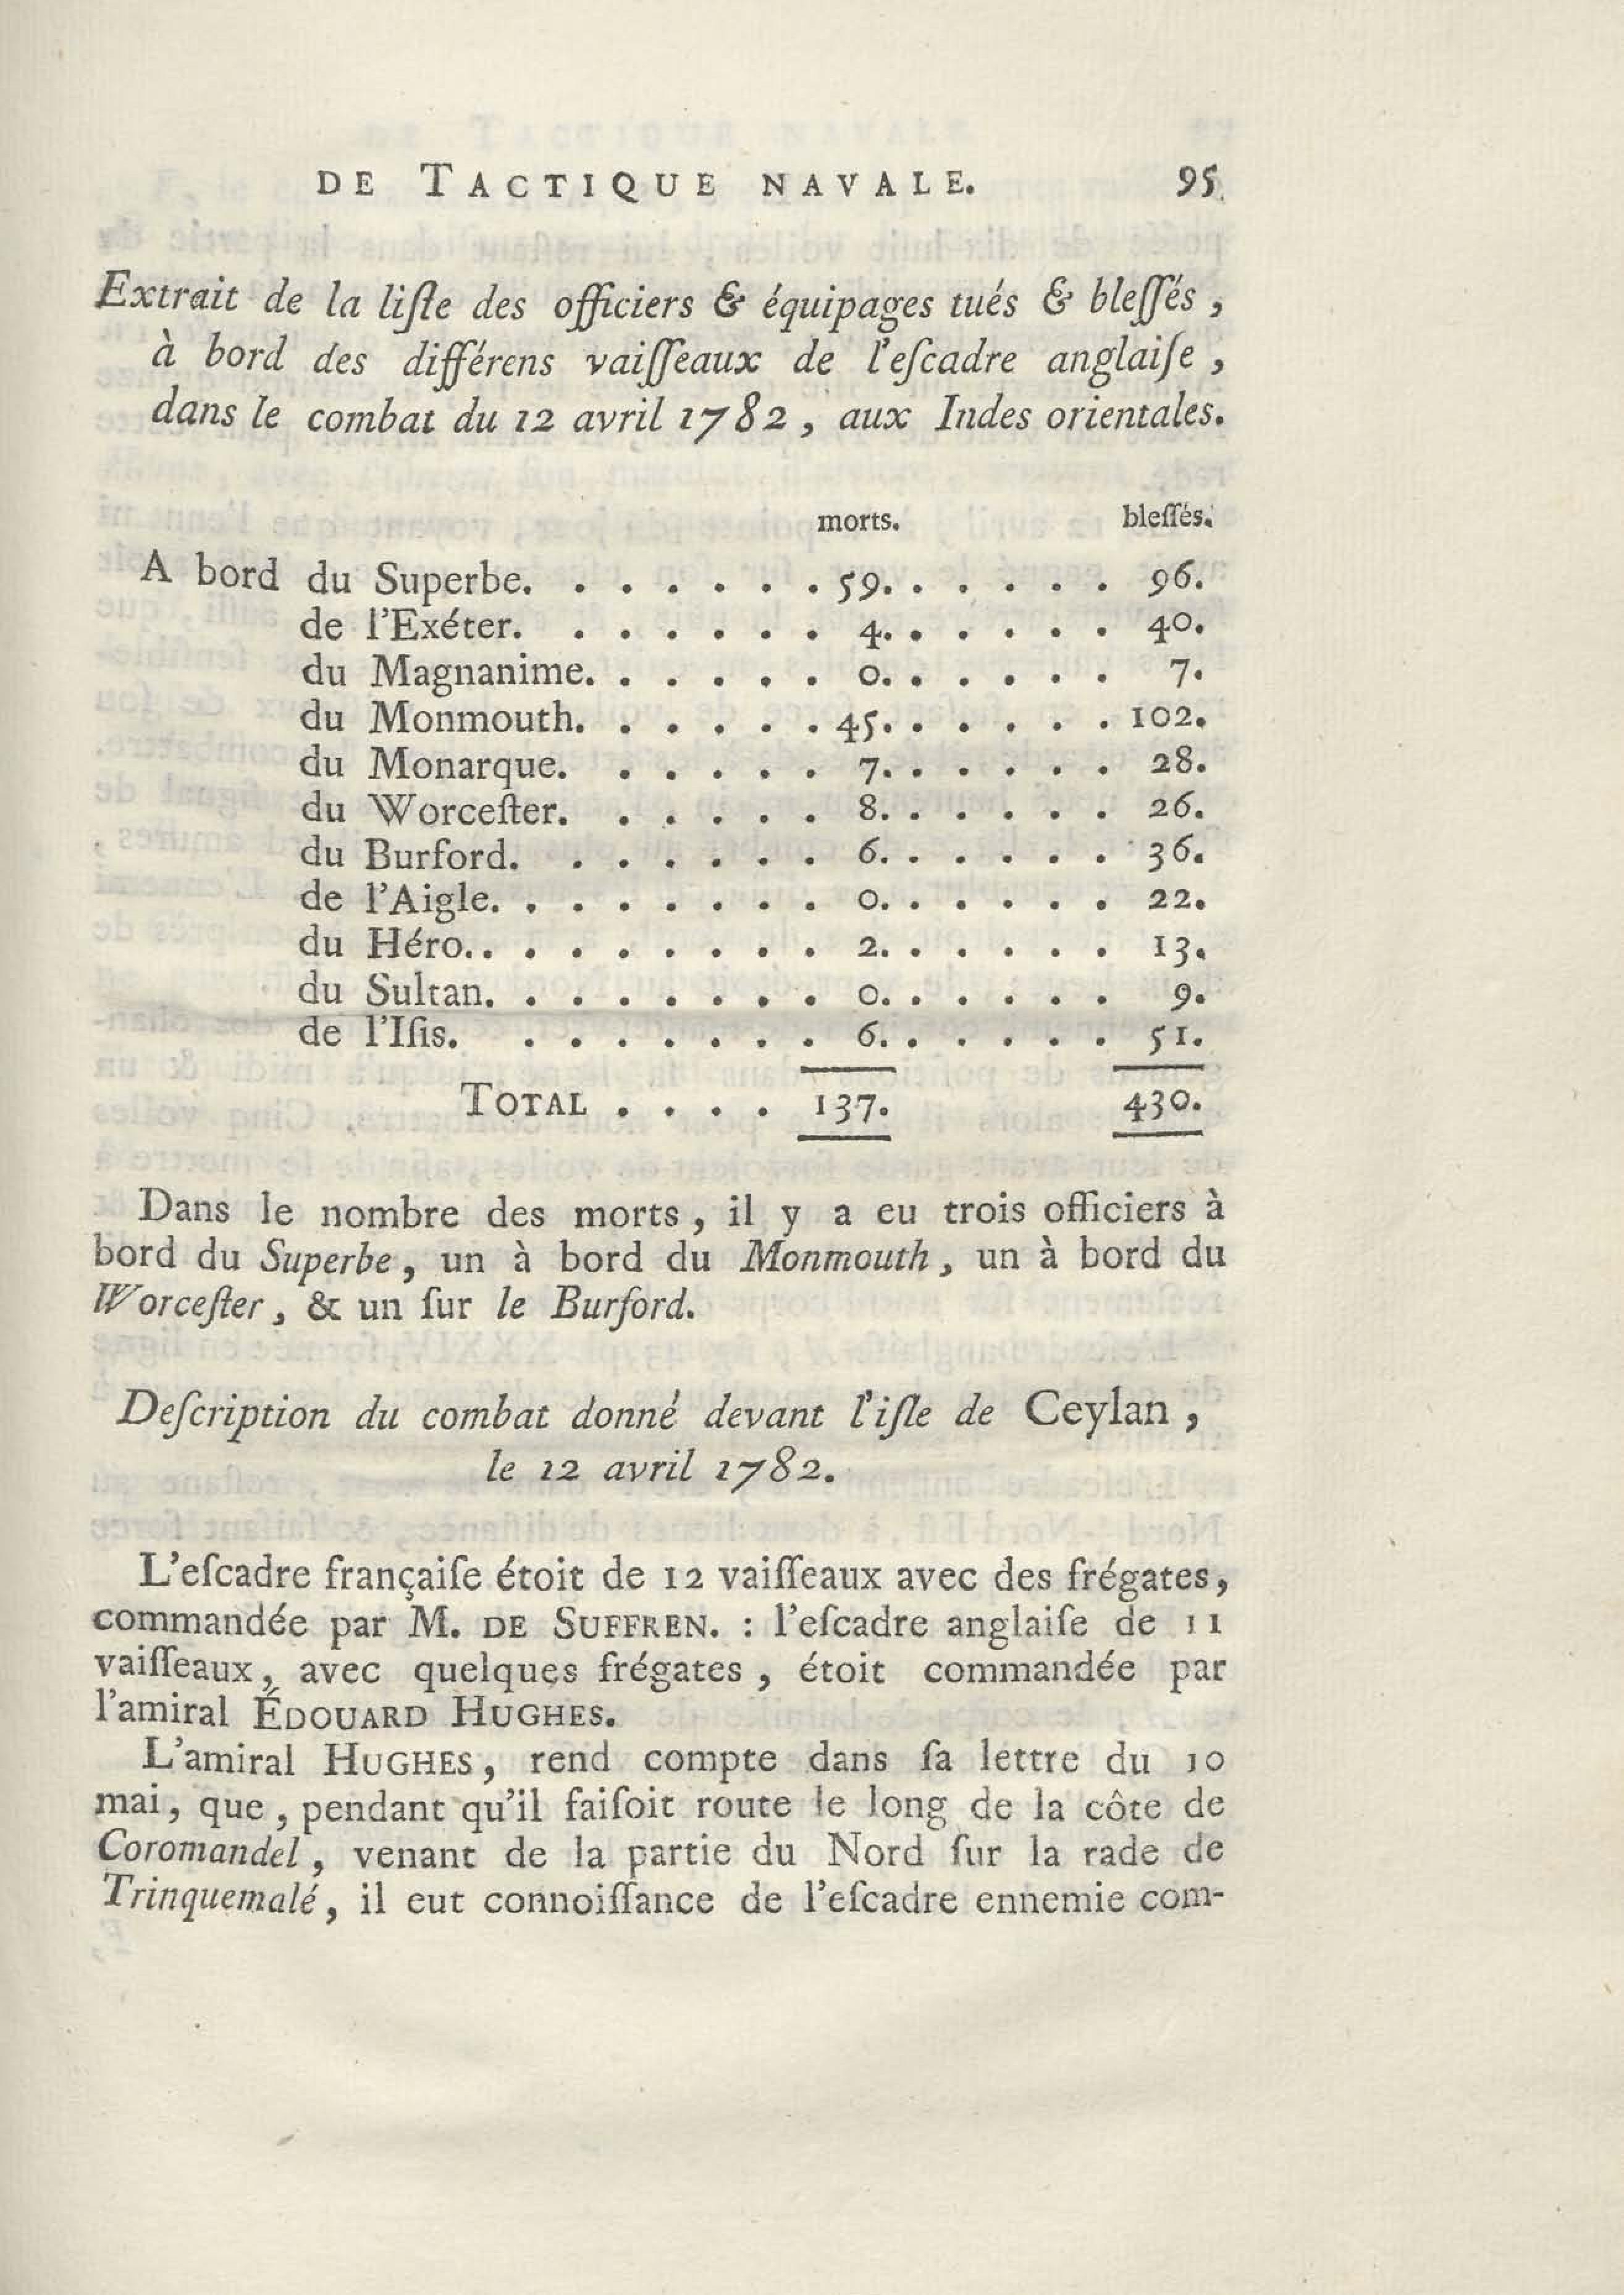 DE TACTIQUE NAVALE. 95.
Extrait de la liſte des officiers & équipages tués & bleſſés,
à bord des différens vaiſſeaux de l'eſcadre anglaiſe,
dans le combat du 12 avril 1782, aux Indes orientales.
morts. bleſſés.
A bord du Superbe. . . . . . . 59. . . . . . 96.
de l'Exéter. . . . . . . 4. . . . . . 40.
du Magnanime. . . . . . 0. . . . . . 7.
du Monmouth. . . . . . 45. . . . . . 102.
du Monarque. . . . . . 7. . . . . . 28.
du Worceſter. . . . . . 8. . . . . . 26.
du Burford. . . . . . . 6. . . . . . 36.
de l'Aigle. . . . . . . . 0. . . . . . 22.
du Héro.. . . . . . . . 2. . . . . . 13.
du Sultan. . . . . . . . 0. . . . . . 9.
de l'Iſis. . . . . . . . 6. . . . . . 51.
TOTAL . . . . 137. 430.
Dans le nombre des morts, il y a eu trois officiers à
bord du Superbe, un à bord du Monmouth, un à bord du
Worceſter, & un ſur le Burford.
Deſcription du combat donné devant l'iſle de Ceylan,
le 12 avril 1782.
L'eſcadre françaiſe étoit de 12 vaiſſeaux avec des frégates,
commandée par M. DE SUFFREN. : l'eſcadre anglaiſe de 11
vaiſſeaux, avec quelques frégates, étoit commandée par
l'amiral ÉDOUARD HUGHES.
L'amiral HUGHES, rend compte dans ſa lettre du 10
mai, que, pendant qu'il faiſoit route le long de la côte de
Coromandel, venant de la partie du Nord ſur la rade de
Trinquemalé, il eut connoiſſance de l'eſcadre ennemie com-